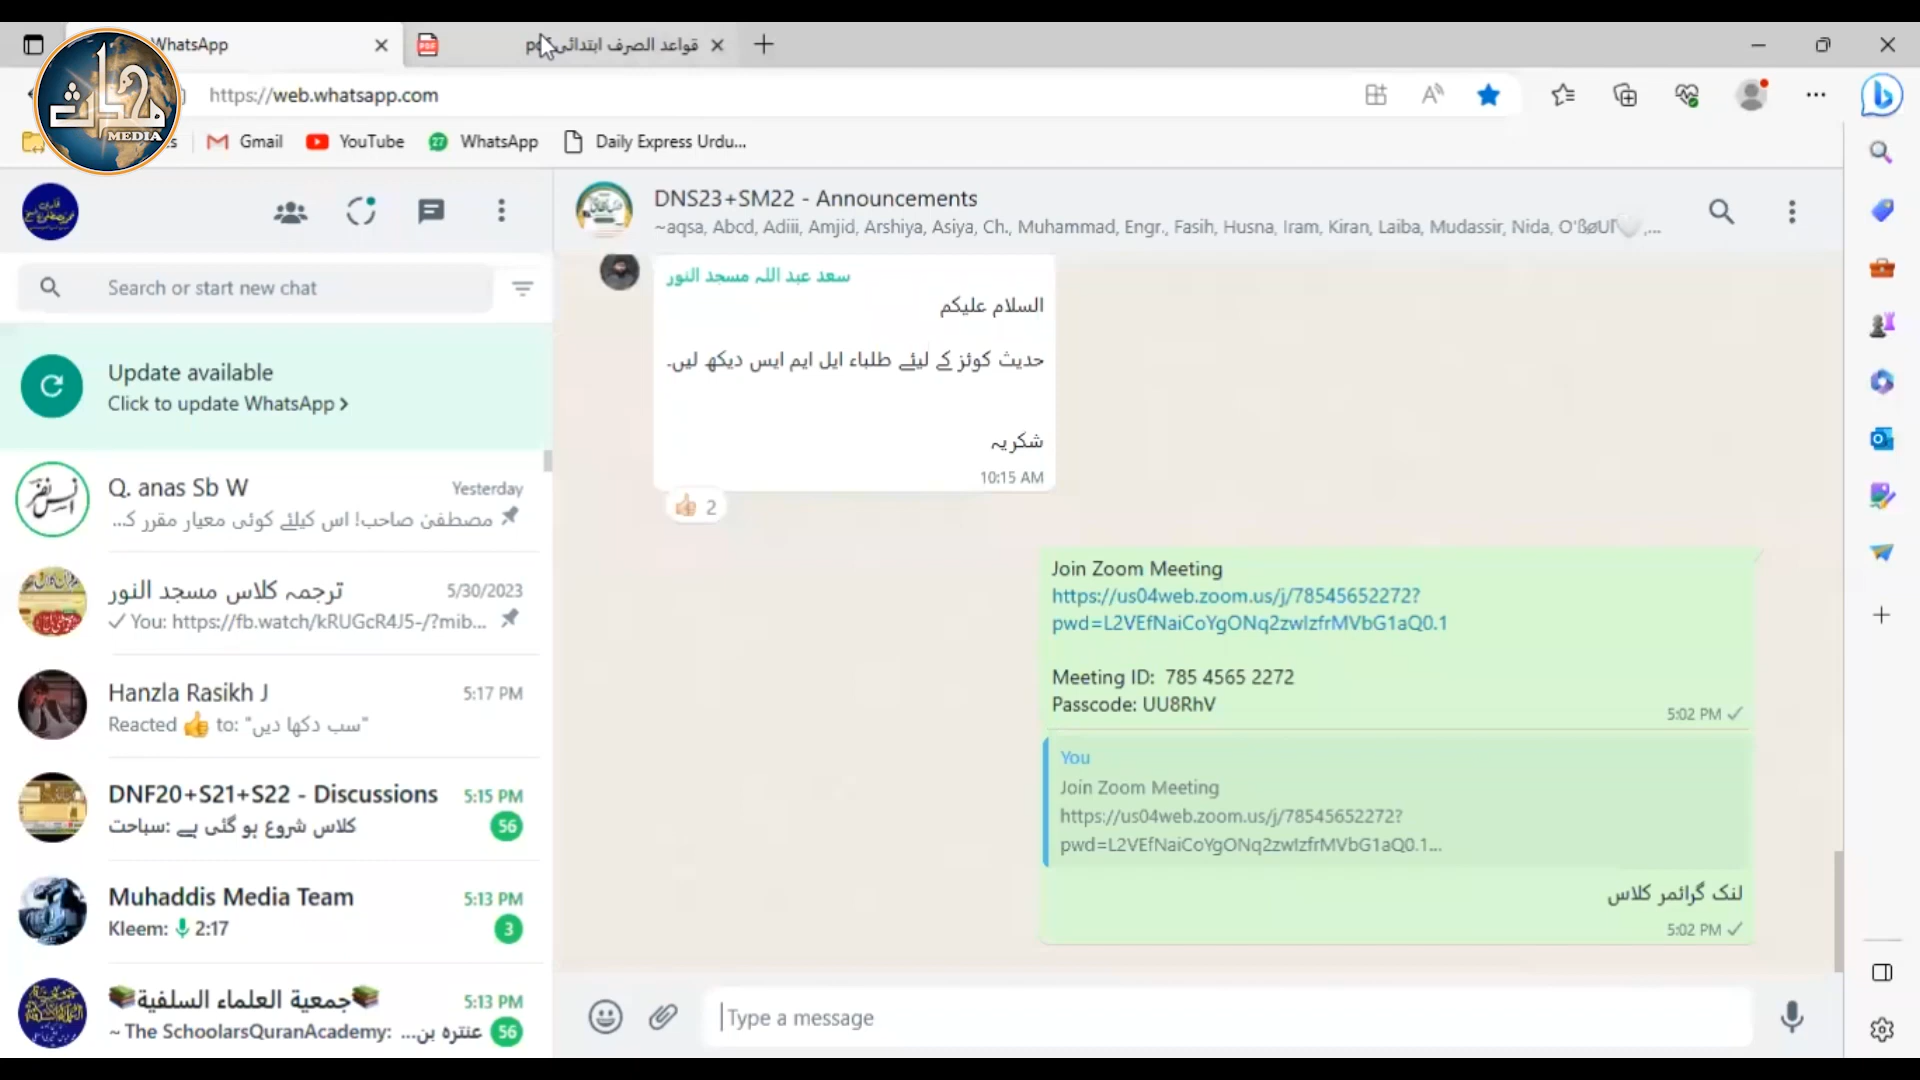 WhatsApp
قواعد الصرف ابتدائی.pdf
https://web.whatsapp.com
محدث
MEDIA
Gmail
YouTube
27
WhatsApp
Daily Express Urdu...
DNS23+SM22 - Announcements
~aqsa, Abcd, Adiii, Amjid, Arshiya, Asiya, Ch., Muhammad, Engr., Fasih, Husna, Iram, Kiran, Laiba, Mudassir, Nida, O'ßøUľ🤍,...
Search or start new chat
Update available
Click to update WhatsApp >
Q. anas Sb W
Yesterday
مصطفیٰ صاحب! اس کیلئے کوئی معیار مقرر ک...
ترجمہ کلاس مسجد النور
5/30/2023
✓ You: https://fb.watch/kRUGcR4J5-/?mib...
Hanzla Rasikh J
5:17 PM
Reacted 👍 to: "سب دکھا دیں"
DNF20+S21+S22 - Discussions
5:15 PM
سباحت: کلاس شروع ہو گئی ہے
56
Muhaddis Media Team
5:13 PM
Kleem: 2:17
3
📚جمعية العلماء السلفية📚
5:13 PM
~ The SchoolarsQuranAcademy: عنترہ بن...
56
سعد عبد اللہ مسجد النور
السلام علیکم
حدیث کوئز کے لیئے طلباء ایل ایم ایس دیکھ لیں۔
شکریہ
10:15 AM
👍 2
Join Zoom Meeting
https://us04web.zoom.us/j/78545652272?
pwd=L2VEfNaiCoYgONq2zwIzfrMVbG1aQ0.1
Meeting ID: 785 4565 2272
Passcode: UU8RhV
5:02 PM ✓
You
Join Zoom Meeting
https://us04web.zoom.us/j/78545652272?
pwd=L2VEfNaiCoYgONq2zwIzfrMVbG1aQ0.1...
لنک گرائمر کلاس
5:02 PM ✓
Type a message